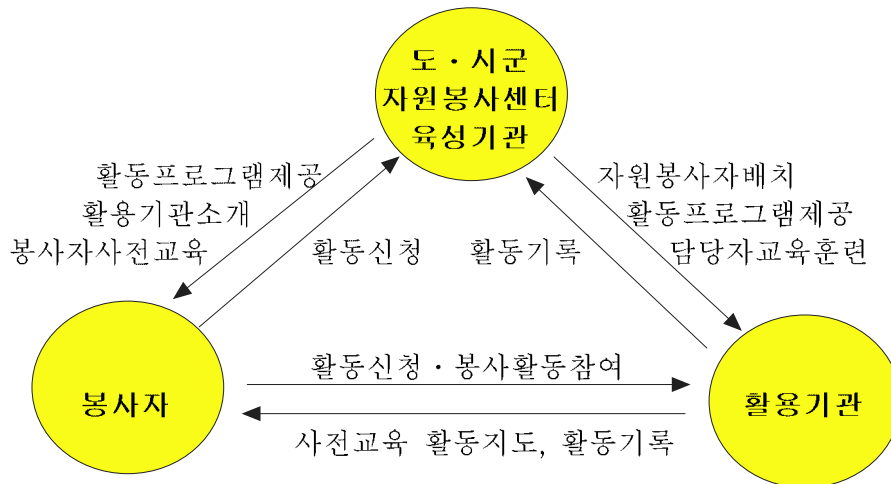 도・시군
자원봉사센터
육성기관
활동프로그램제공
활용기관소개
봉사자사전교육
활동신청
활동기록
자원봉사자배치
활동프로그램제공
담당자교육훈련
봉사자
활동신청・봉사활동참여
사전교육 활동지도, 활동기록
활용기관